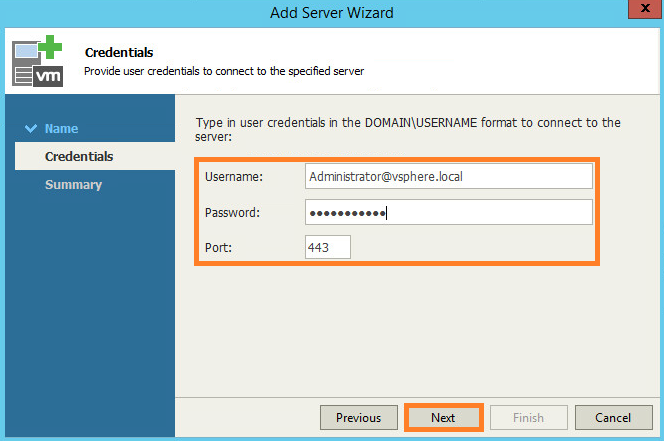 Add Server Wizard
x
vm
Credentials
Provide user credentials to connect to the specified server
Name
Credentials
Summary
Type in user credentials in the DOMAIN\USERNAME format to connect to the
server:
Username: Administrator@vsphere.local
Password: ●●●●●●●●●●●
Port: 443
Previous Next Finish Cancel